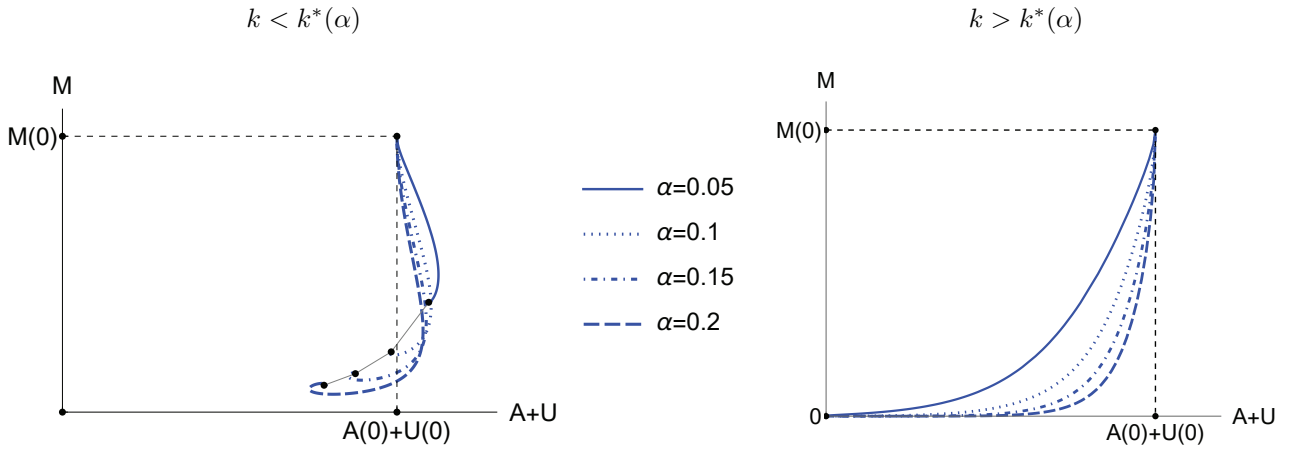 k < k*(α)
k > k*(α)
M
M(0)
A+U
A(0)+U(0)
α=0.05
α=0.1
α=0.15
α=0.2
M
M(0)
0
A+U
A(0)+U(0)